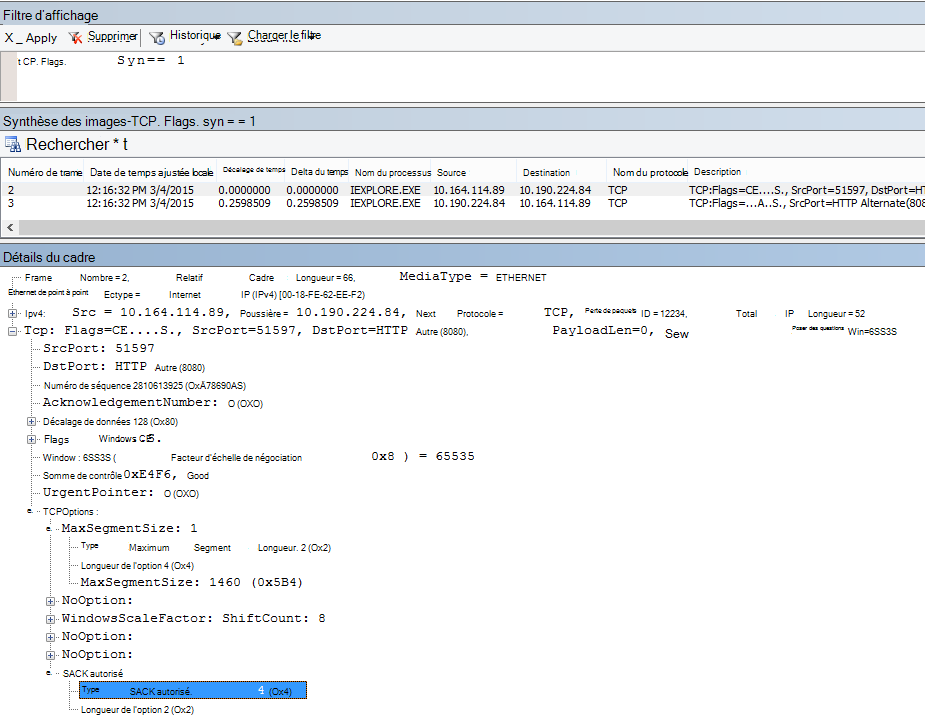 Filtre d'affichage
X _ Apply Supprimer Historique Charger le filtre
t CP. Flags. Syn== 1
Synthèse des images-TCP. Flags. syn = = 1
Rechercher * t
Numéro de trame Date de temps ajustée locale Décalage de temps Delta du temps Nom du processus Source Destination Nom du protocole Description
2 12:16:32 PM 3/4/2015 0.0000000 0.0000000 IEXPLORE.EXE 10.164.114.89 10.190.224.84 TCP TCP:Flags=CE....S., SrcPort=51597, DstPort=HT
3 12:16:32 PM 3/4/2015 0.2598509 0.2598509 IEXPLORE.EXE 10.190.224.84 10.164.114.89 TCP TCP:Flags=...A..S., SrcPort=HTTP Alternate(808
Détails du cadre
Frame Nombre = 2, Relatif Cadre Longueur = 66, MediaType = ETHERNET
Ethernet de point à point Ectype = Internet IP (IPv4) [00-18-FE-62-EE-F2)
Ipv4: Src = 10.164.114.89, Poussière = 10.190.224.84, Next Protocole = TCP, Perte de paquets ID = 12234, Total IP Longueur = 52
Tcp: Flags=CE....S., SrcPort=51597, DstPort=HTTP Autre (8080), PayloadLen=0, Sew Poser des questions Win=6SS3S
SrcPort: 51597
DstPort: HTTP Autre (8080)
Numéro de séquence 2810613925 (OxA78690AS)
AcknowledgementNumber: O (OXO)
Décalage de données 128 (Ox80)
Flags Windows CE S.
Window : 6SS3S ( Facteur d'échelle de négociation 0x8 ) = 65535
Somme de contrôle 0xE4F6, Good
UrgentPointer: O (OXO)
e. TCPOptions :
e. MaxSegmentSize: 1
Type Maximum Segment Longueur. 2 (Ox2)
Longueur de l'option 4 (Ox4)
MaxSegmentSize: 1460 (0x5B4)
NoOption:
WindowsScaleFactor: ShiftCount: 8
NoOption:
NoOption:
e. SACK autorisé
Type SACK autorisé. 4 (Ox4)
Longueur de l'option 2 (Ox2)